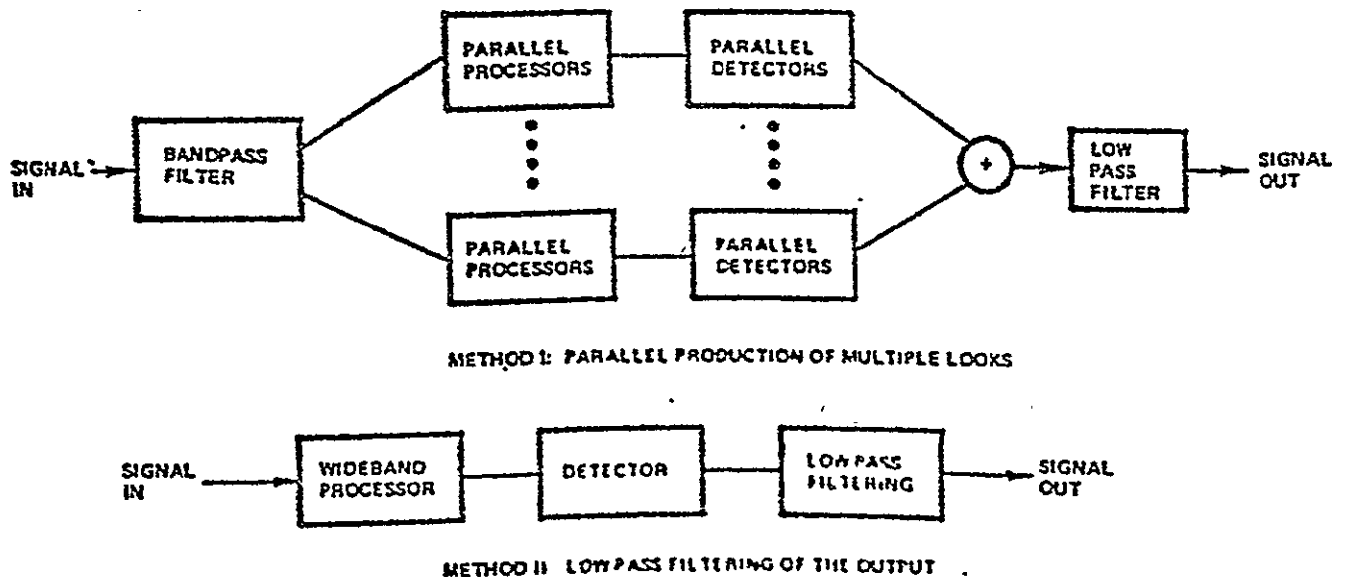 PARALLEL
PROCESSORS
PARALLEL
DETECTORS
SIGNAL
IN
BANDPASS
FILTER
+
LOW
PASS
FILTER
SIGNAL
OUT
PARALLEL
PROCESSORS
PARALLEL
DETECTORS
METHOD I: PARALLEL PRODUCTION OF MULTIPLE LOOKS
SIGNAL
IN
WIDEBAND
PROCESSOR
DETECTOR
LOW PASS
FILTERING
SIGNAL
OUT
METHOD II LOW PASS FILTERING OF THE OUTPUT